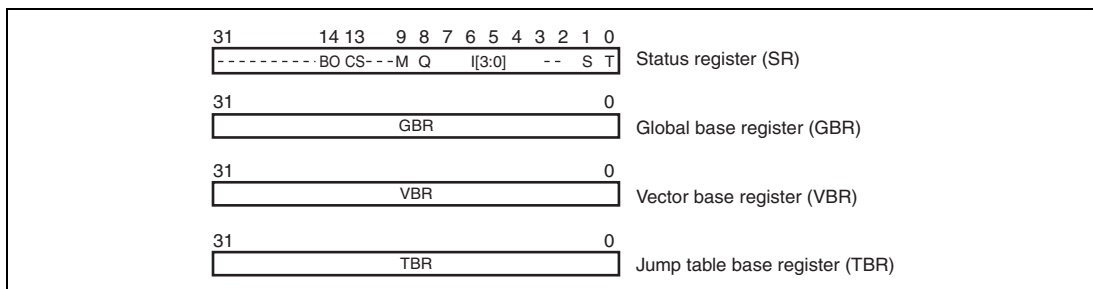 31 14 13 9 8 7 6 5 4 3 2 1 0
- - - - - - - - - - BO CS - - - M Q I[3:0] - - S T Status register (SR)
31 0
GBR Global base register (GBR)
31 0
VBR Vector base register (VBR)
31 0
TBR Jump table base register (TBR)